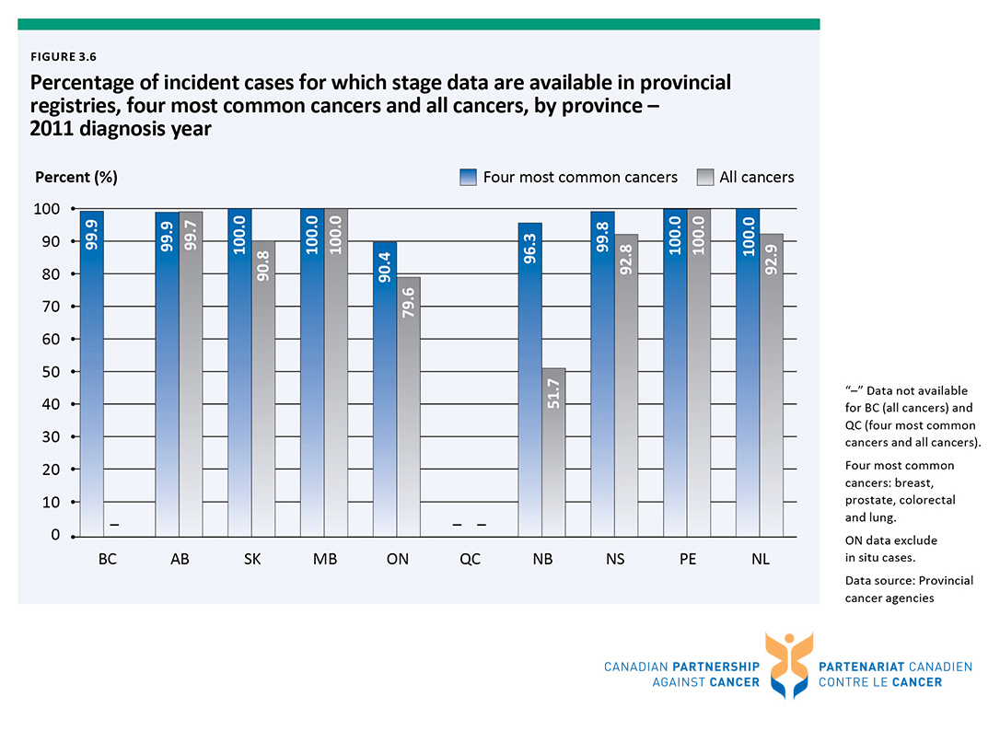 FIGURE 3.6
Percentage of incident cases for which stage data are available in provincial
registries, four most common cancers and all cancers, by province –
2011 diagnosis year
Percent (%)
Four most common cancers
All cancers
100
90
80
70
60
50
40
30
20
10
0
99.9
–
99.9
99.7
100.0
90.8
100.0
100.0
90.4
79.6
–
–
96.3
51.7
99.8
92.8
100.0
100.0
100.0
92.9
BC
AB
SK
MB
ON
QC
NB
NS
PE
NL
“–” Data not available
for BC (all cancers) and
QC (four most common
cancers and all cancers).
Four most common
cancers: breast,
prostate, colorectal
and lung.
ON data exclude
in situ cases.
Data source: Provincial
cancer agencies
CANADIAN PARTNERSHIP
AGAINST CANCER
PARTENARIAT CANADIEN
CONTRE LE CANCER